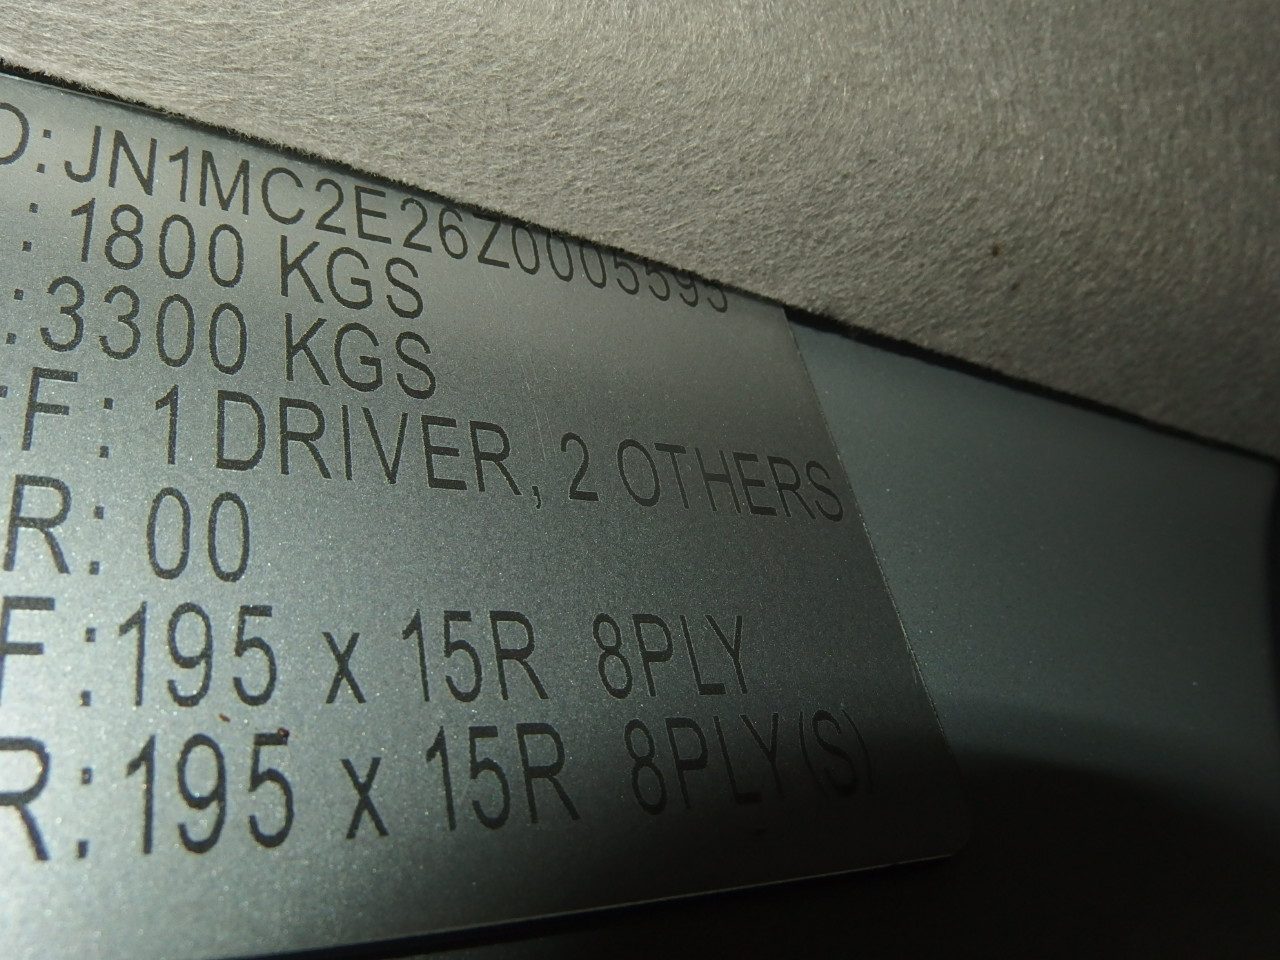 D: JN1MC2E26Z0005595
: 1800 KGS
: 3300 KGS
F: 1 DRIVER, 2 OTHERS
R: 00
F: 195 x 15R 8PLY
R: 195 x 15R 8PLY (S)